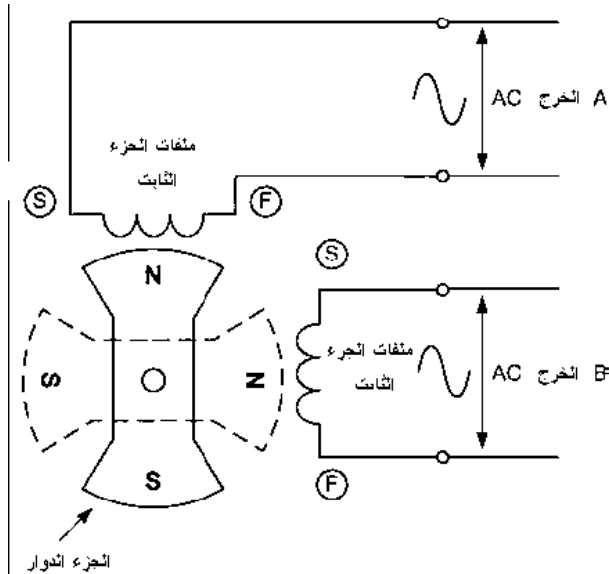 AC الخرج A
ملفات الجزء
الثابت
S
F
N
S
S
N
S
ملفات الجزء
الثابت
AC الخرج B
F
الجزء الدوار